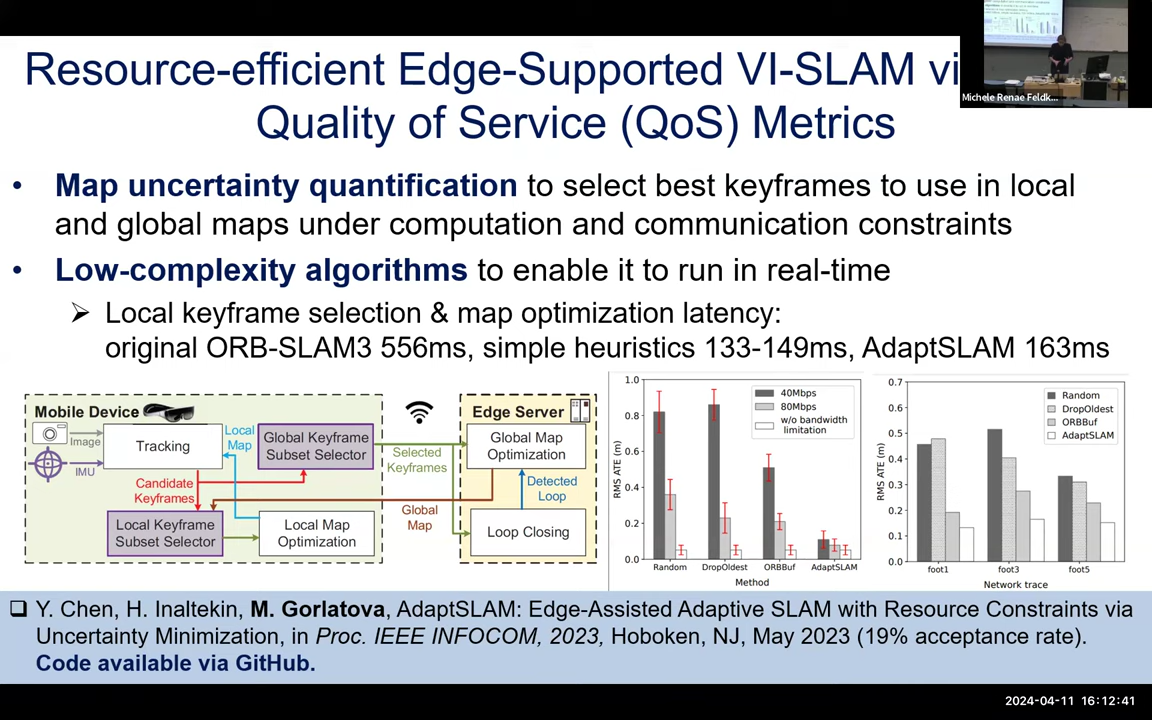 Resource-efficient Edge-Supported VI-SLAM vi
Quality of Service (QoS) Metrics
Michele Renae Feldk...
• Map uncertainty quantification to select best keyframes to use in local
and global maps under computation and communication constraints
• Low-complexity algorithms to enable it to run in real-time
➢ Local keyframe selection & map optimization latency:
original ORB-SLAM3 556ms, simple heuristics 133-149ms, AdaptSLAM 163ms
Mobile Device
Image
IMU
Tracking
Local
Map
Global Keyframe
Subset Selector
Candidate
Keyframes
Local Keyframe
Subset Selector
Local Map
Optimization
Selected
Keyframes
Global
Map
Edge Server
Global Map
Optimization
Detected
Loop
Loop Closing
RMS ATE (m)
1.0
0.8
0.6
0.4
0.2
0.0
40Mbps
80Mbps
w/o bandwidth
limitation
Random DropOldest ORBBuf AdaptSLAM
Method
RMS ATE (m)
0.7
0.6
0.5
0.4
0.3
0.2
0.1
0.0
Random
DropOldest
ORBBuf
AdaptSLAM
foot1 foot3 foot5
Network trace
❑ Y. Chen, H. Inaltekin, M. Gorlatova, AdaptSLAM: Edge-Assisted Adaptive SLAM with Resource Constraints via
Uncertainty Minimization, in Proc. IEEE INFOCOM, 2023, Hoboken, NJ, May 2023 (19% acceptance rate).
Code available via GitHub.
2024-04-11 16:12:41